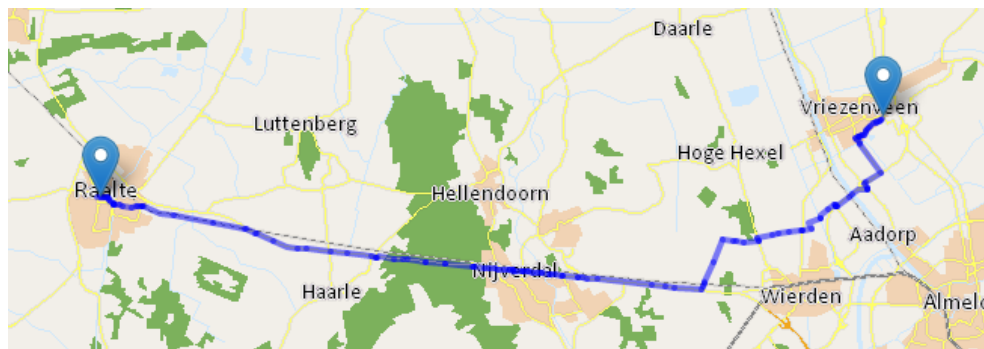 Daarle
Vriezenveen
Luttenberg
Hoge Hexel
Raalte
Hellendoorn
Aadorp
Nijverdal
Haarle
Wierden
Almelo